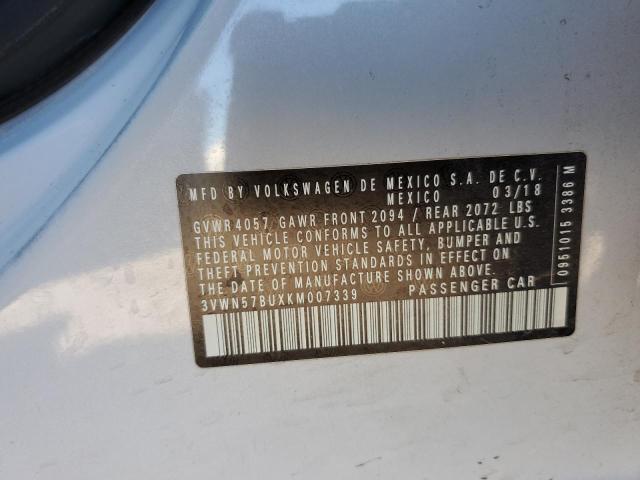 MFD BY VOLKSWAGEN DE MEXICO S.A. DE C.V.
MEXICO 03/18
GVWR 4057, GAWR FRONT 2094 / REAR 2072 LBS
THIS VEHICLE CONFORMS TO ALL APPLICABLE U.S.
FEDERAL MOTOR VEHICLE SAFETY, BUMPER AND
THEFT PREVENTION STANDARDS IN EFFECT ON
THE DATE OF MANUFACTURE SHOWN ABOVE.
3VWN57BUXKM007339 PASSENGER CAR
0951015 3386 M